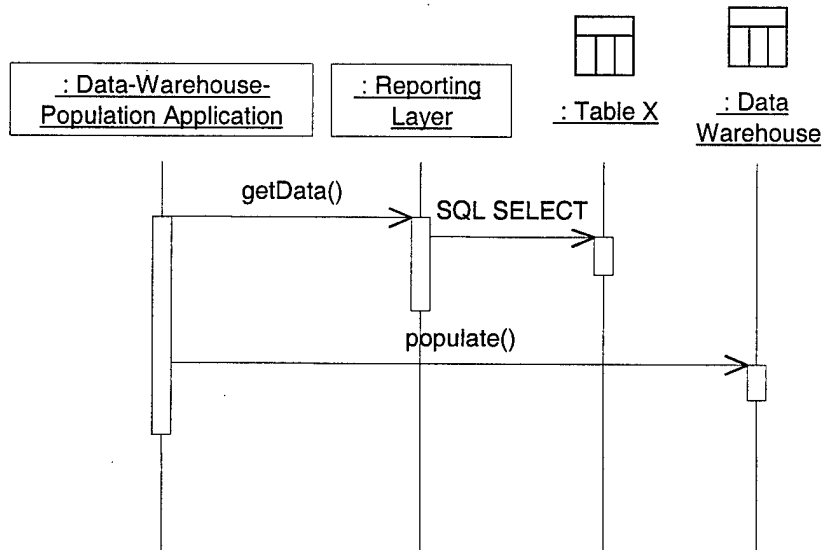 : Data-Warehouse-
Population Application
: Reporting
Layer
: Table X
: Data
Warehouse
getData()
SQL SELECT
populate()